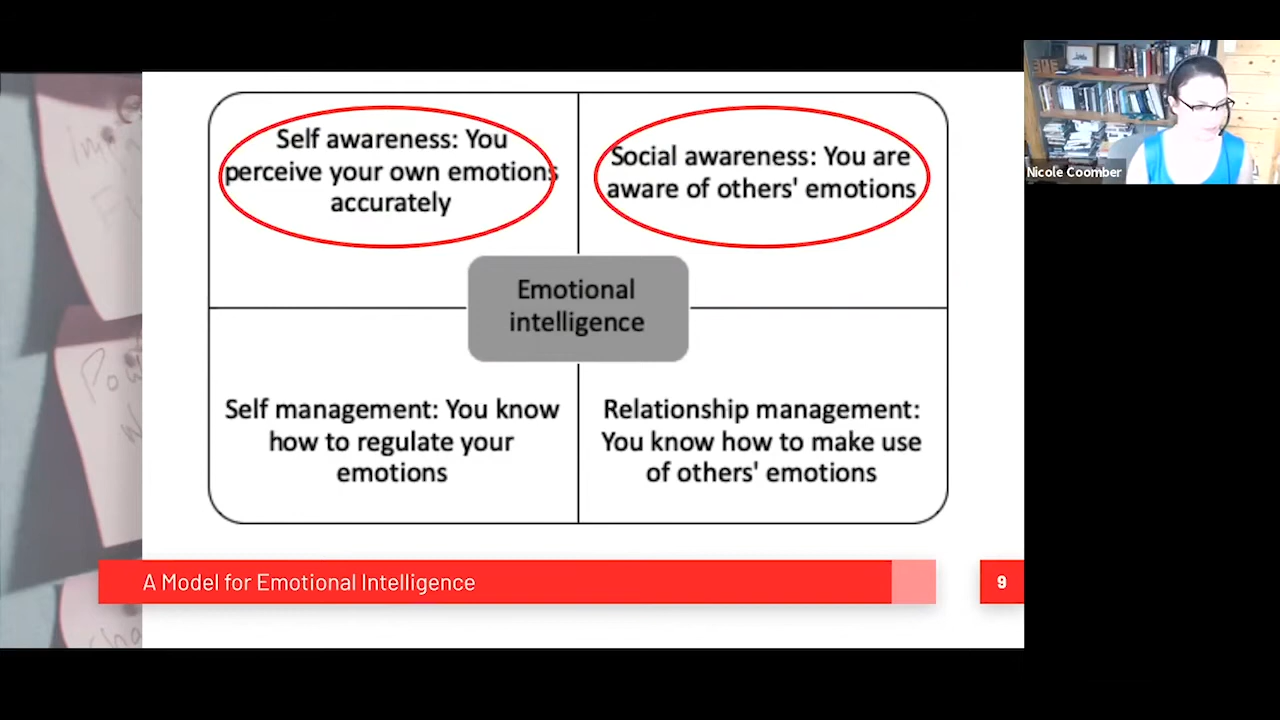 Self awareness: You
perceive your own emotions
accurately
Social awareness: You are
aware of others' emotions
Emotional
intelligence
Self management: You know
how to regulate your
emotions
Relationship management:
You know how to make use
of others' emotions
A Model for Emotional Intelligence
9
Nicole Coomber